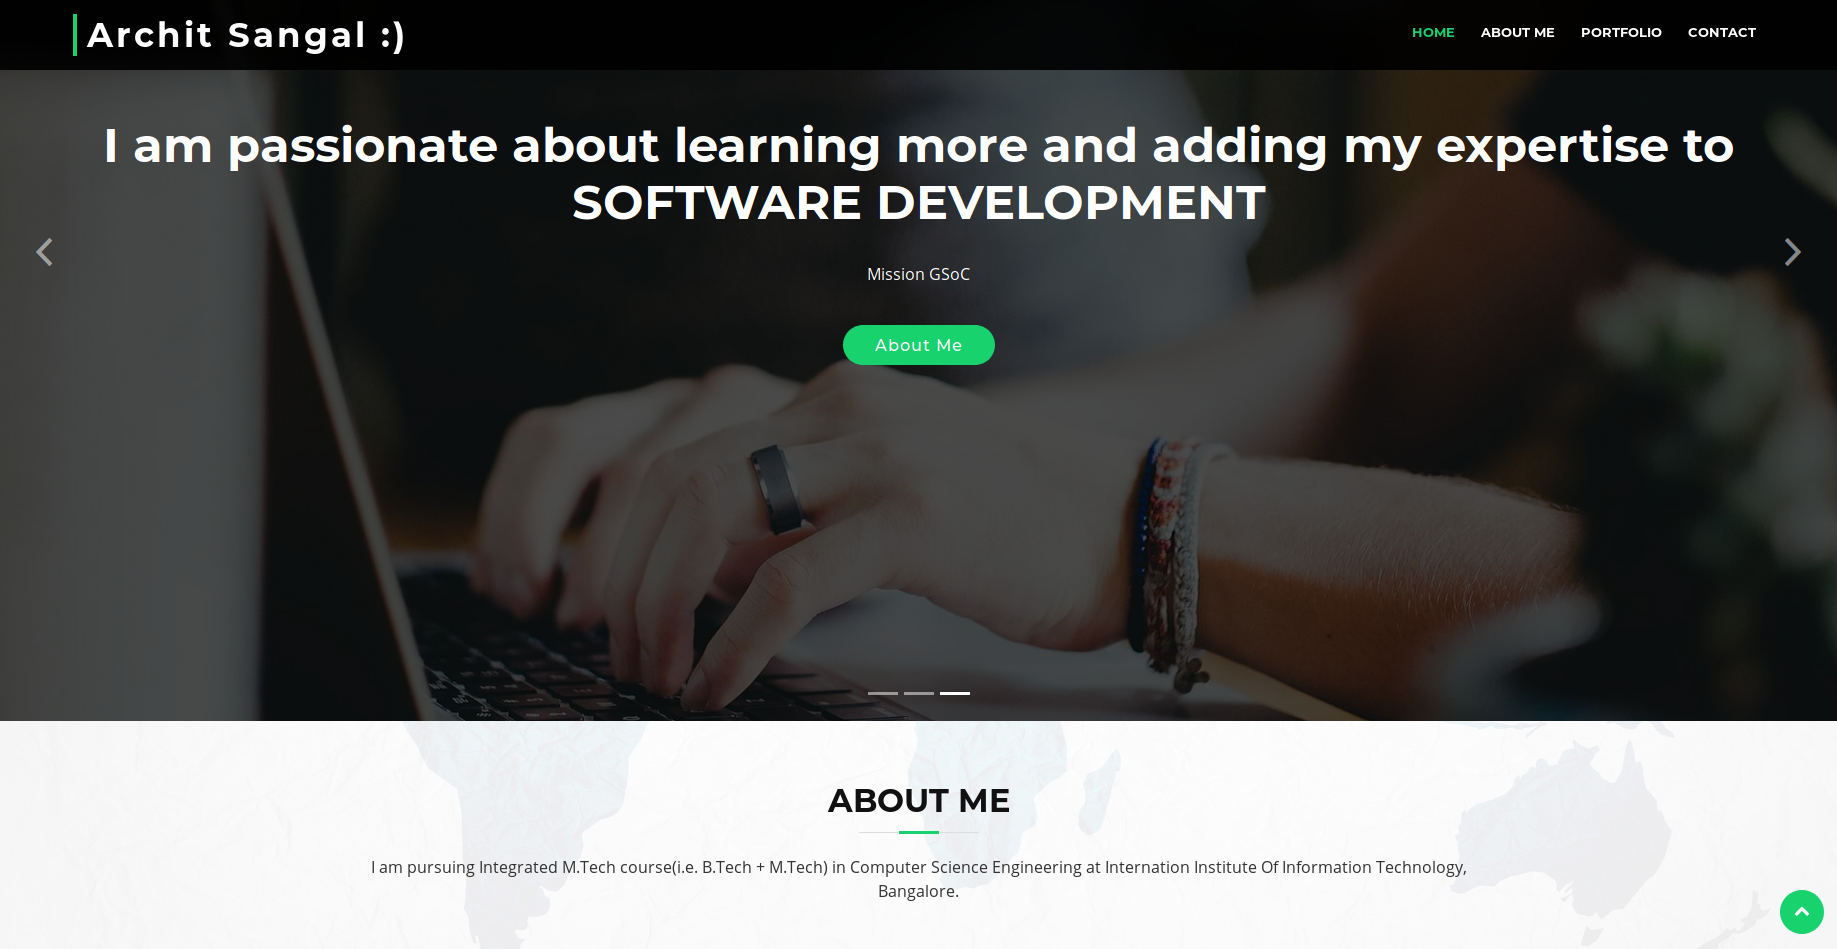 Archit Sangal :)
HOME ABOUT ME PORTFOLIO CONTACT
I am passionate about learning more and adding my expertise to
SOFTWARE DEVELOPMENT
Mission GSoC
About Me
ABOUT ME
I am pursuing Integrated M.Tech course(i.e. B.Tech + M.Tech) in Computer Science Engineering at Internation Institute Of Information Technology,
Bangalore.